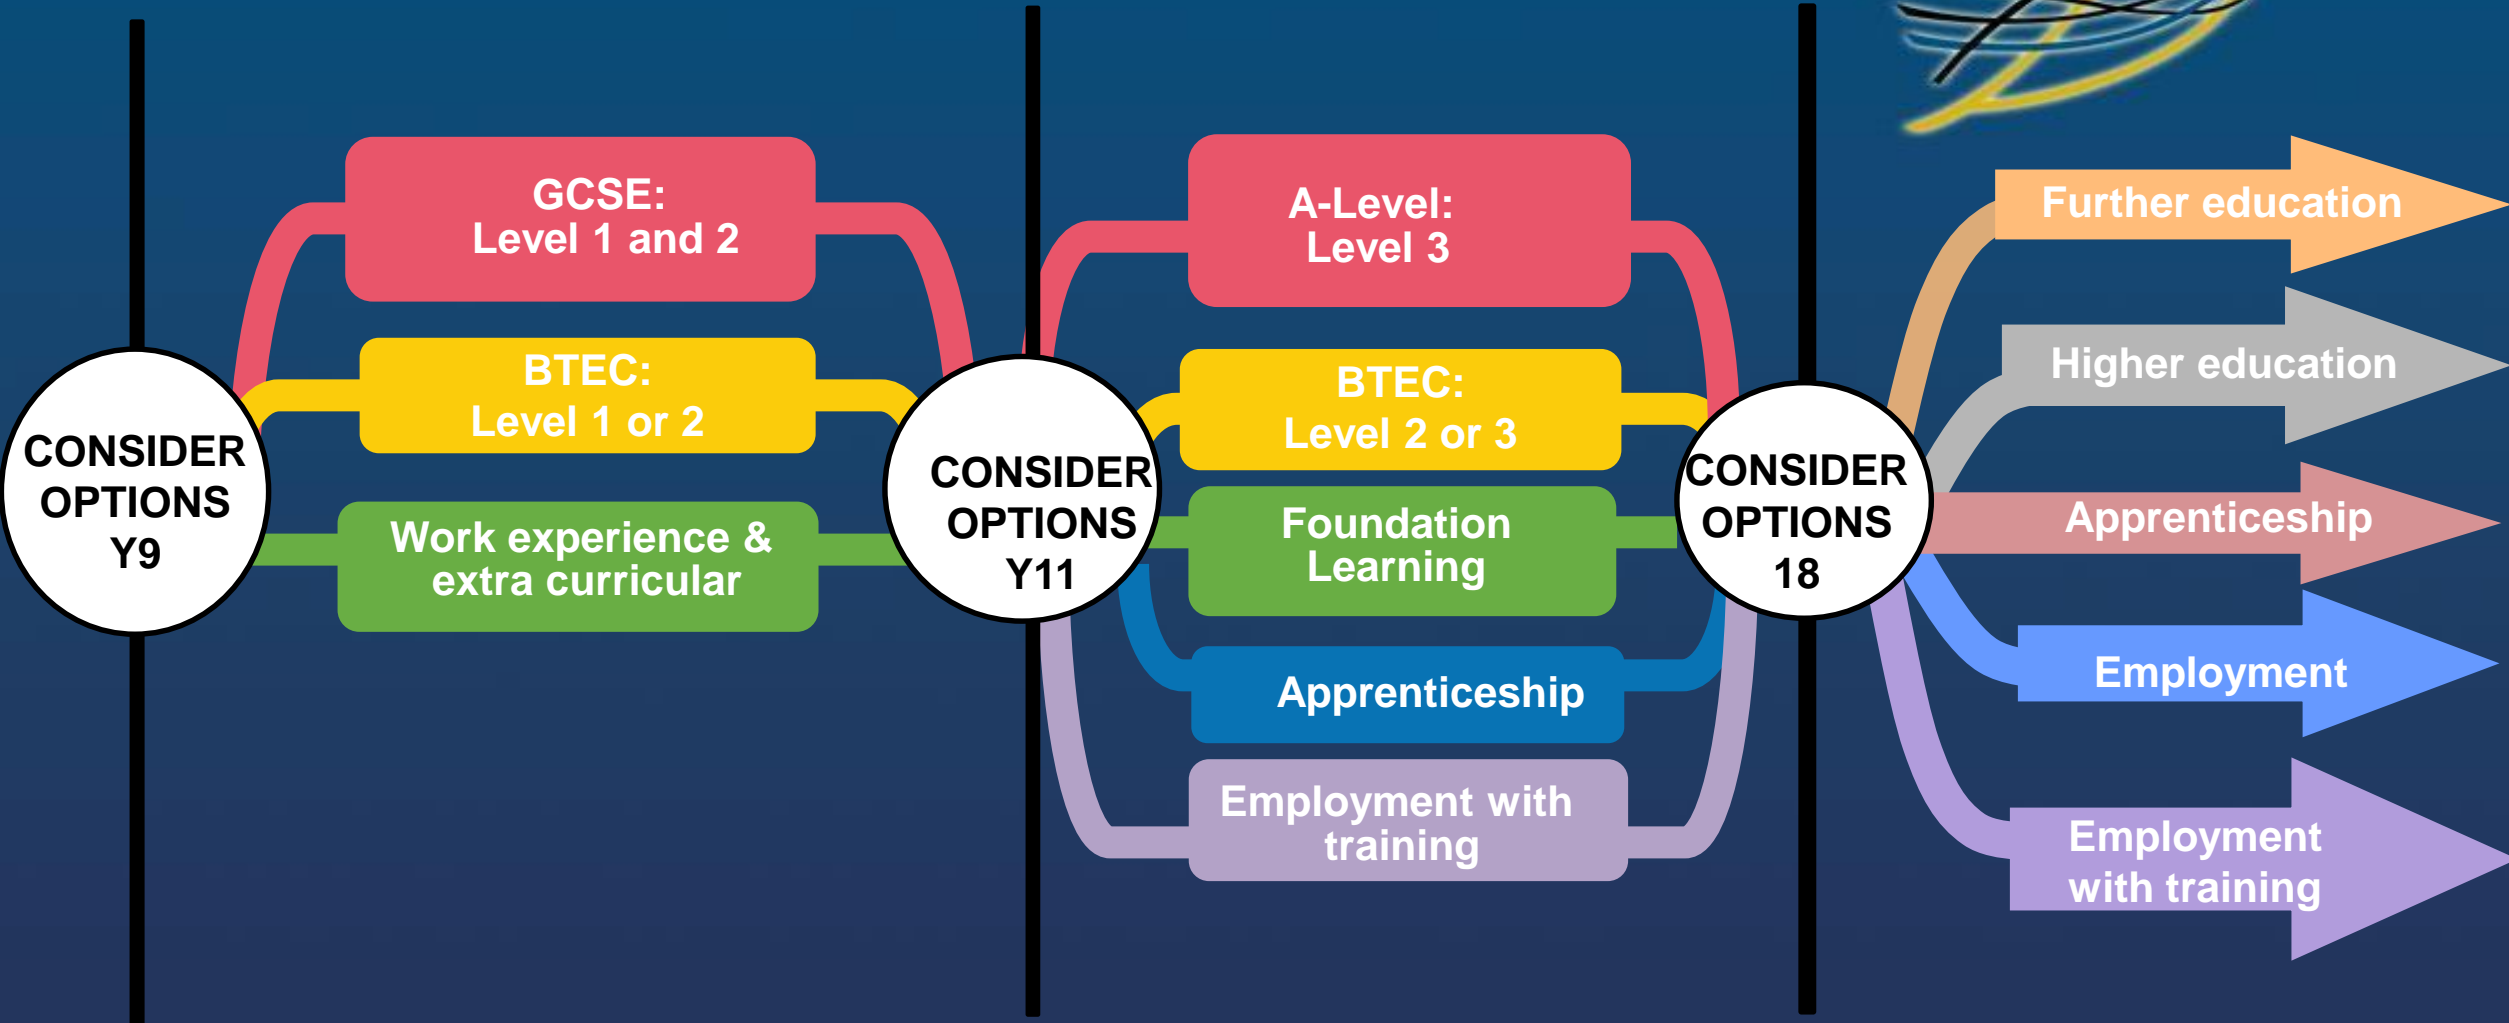 CONSIDER
OPTIONS
Y9
GCSE:
Level 1 and 2
BTEC:
Level 1 or 2
Work experience &
extra curricular
CONSIDER
OPTIONS
Y11
A-Level:
Level 3
BTEC:
Level 2 or 3
Foundation
Learning
Apprenticeship
Employment with
training
CONSIDER
OPTIONS
18
Further education
Higher education
Apprenticeship
Employment
Employment
with training